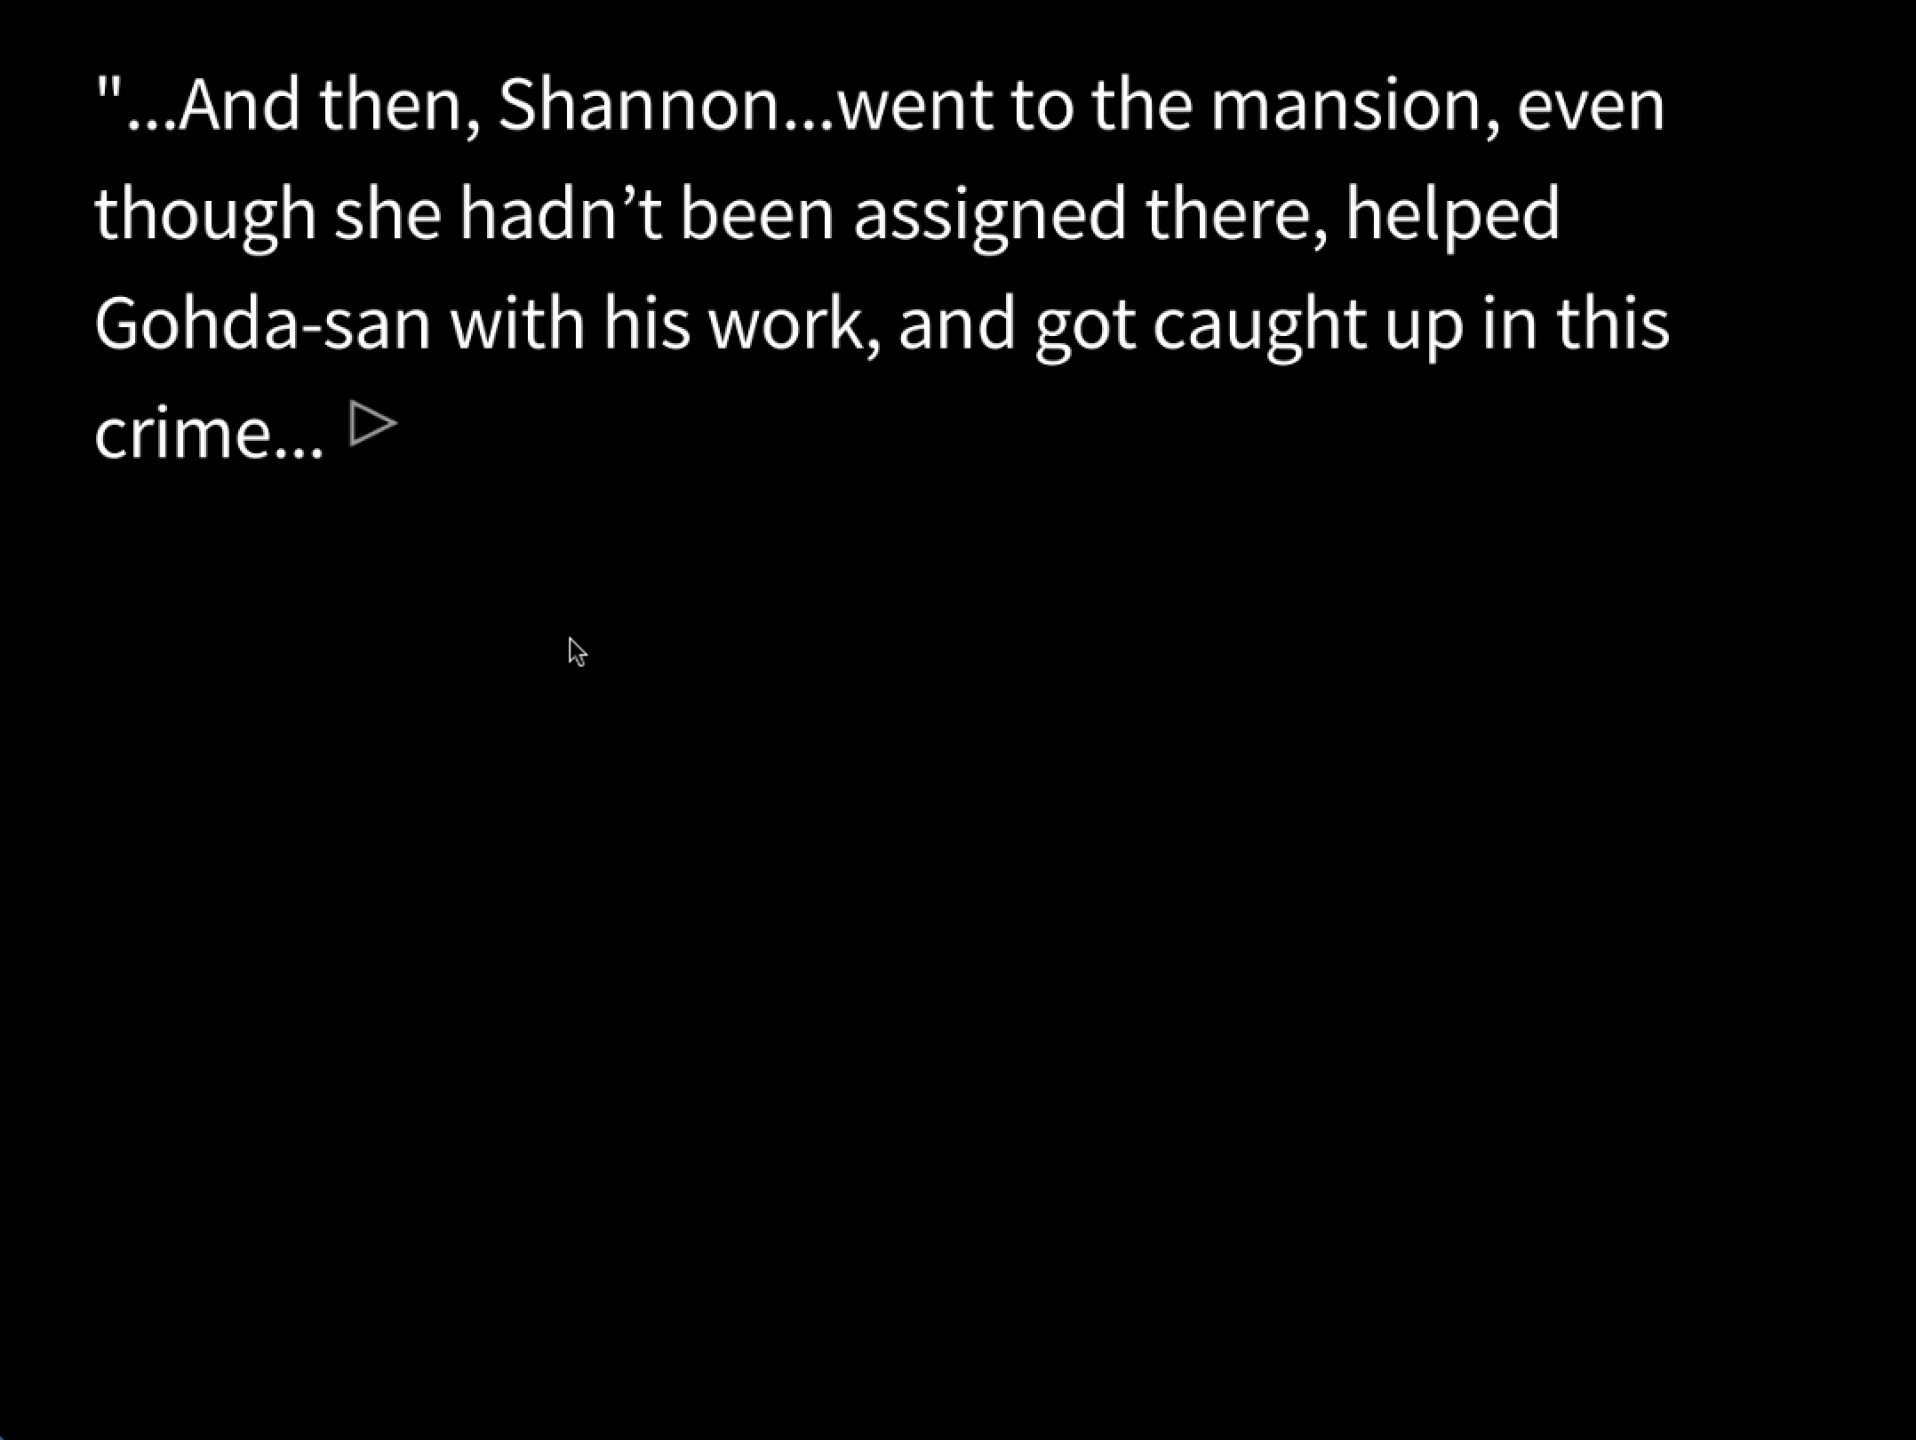 "...And then, Shannon...went to the mansion, even
though she hadn’t been assigned there, helped
Gohda-san with his work, and got caught up in this
crime...